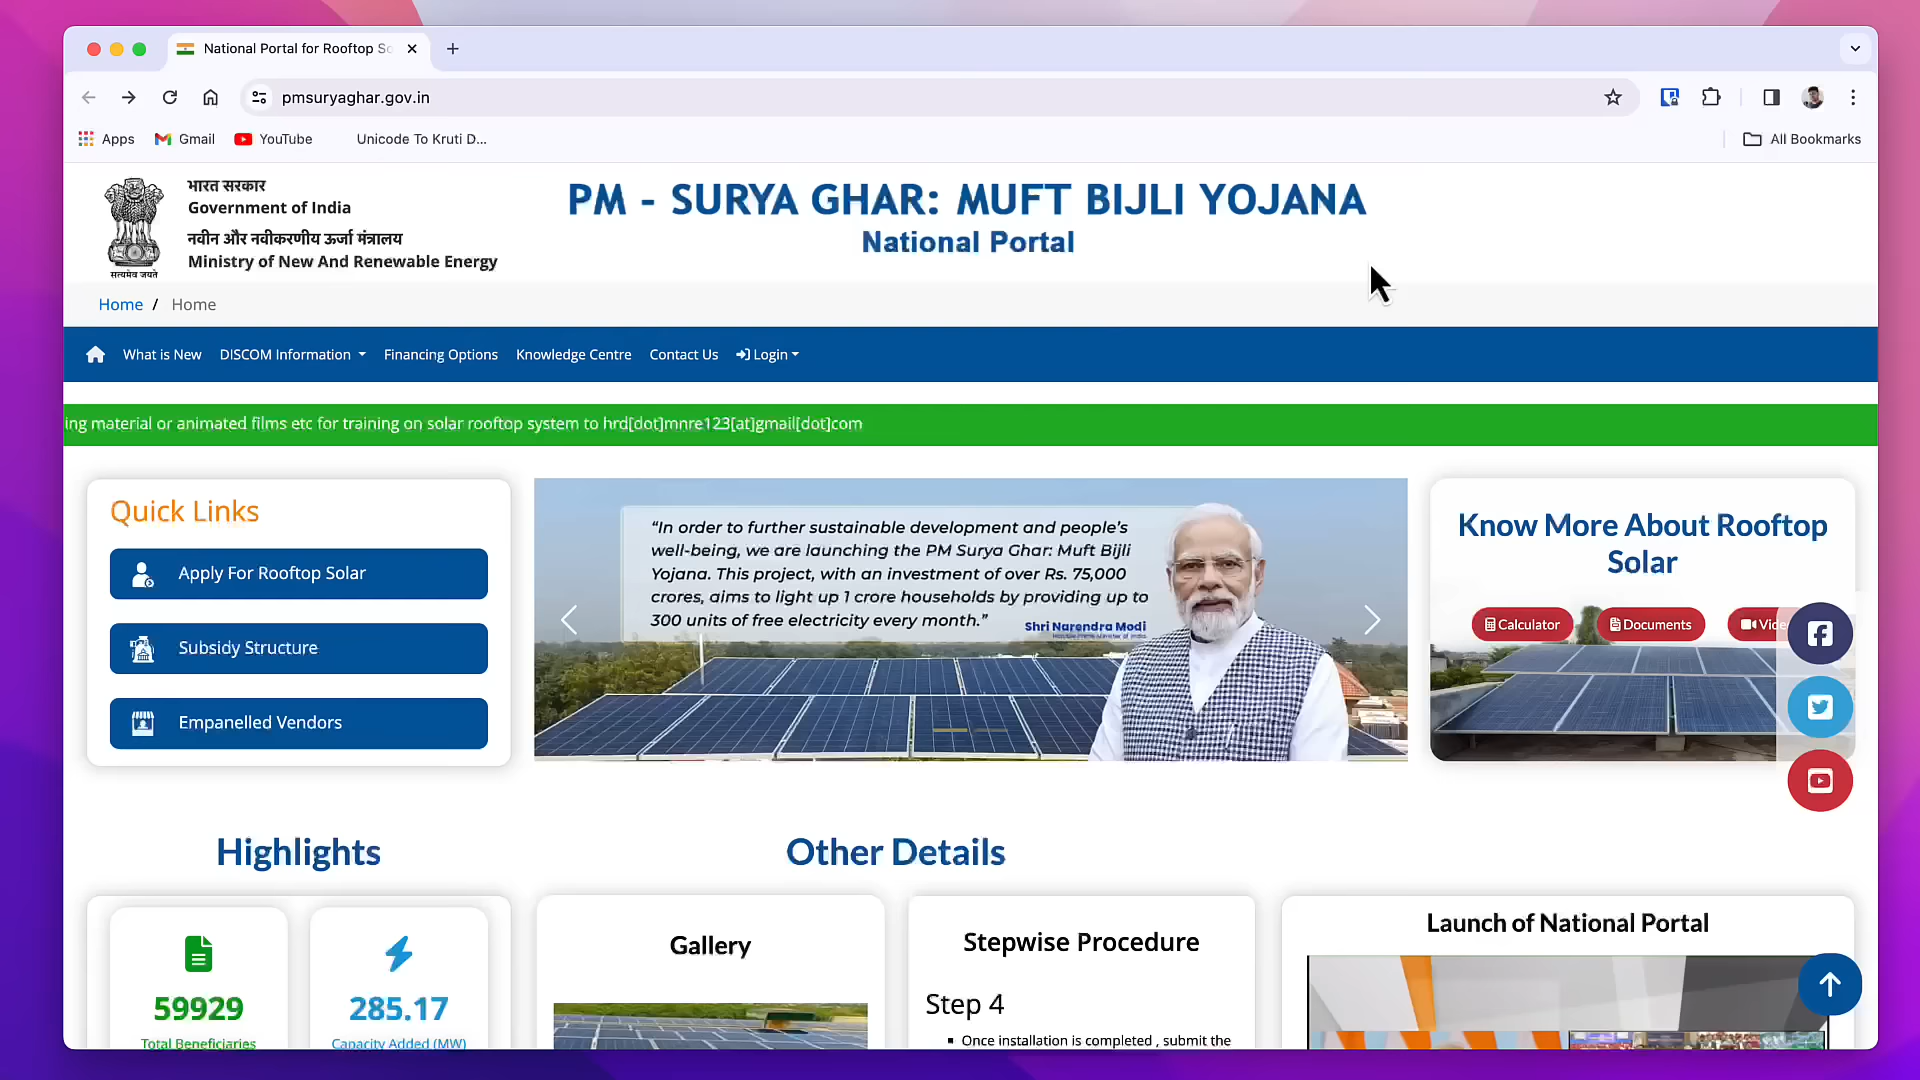 National Portal for Rooftop So
pmsuryaghar.gov.in
Apps
Gmail
YouTube
Unicode To Kruti D...
All Bookmarks
सत्यमेव जयते
भारत सरकार
Government of India
नवीन और नवीकरणीय ऊर्जा मंत्रालय
Ministry of New And Renewable Energy
PM - SURYA GHAR: MUFT BIJLI YOJANA
National Portal
Home / Home
What is New
DISCOM Information
Financing Options
Knowledge Centre
Contact Us
Login
ing material or animated films etc for training on solar rooftop system to hrd[dot]mnre123[at]gmail[dot]com
Quick Links
Apply For Rooftop Solar
Subsidy Structure
Empanelled Vendors
“In order to further sustainable development and people’s
well-being, we are launching the PM Surya Ghar: Muft Bijli
Yojana. This project, with an investment of over Rs. 75,000
crores, aims to light up 1 crore households by providing up to
300 units of free electricity every month.”
Shri Narendra Modi
Know More About Rooftop
Solar
Calculator
Documents
Vide
Highlights
59929
Total Beneficiaries
285.17
Capacity Added (MW)
Other Details
Gallery
Stepwise Procedure
Step 4
Once installation is completed , submit the
Launch of National Portal